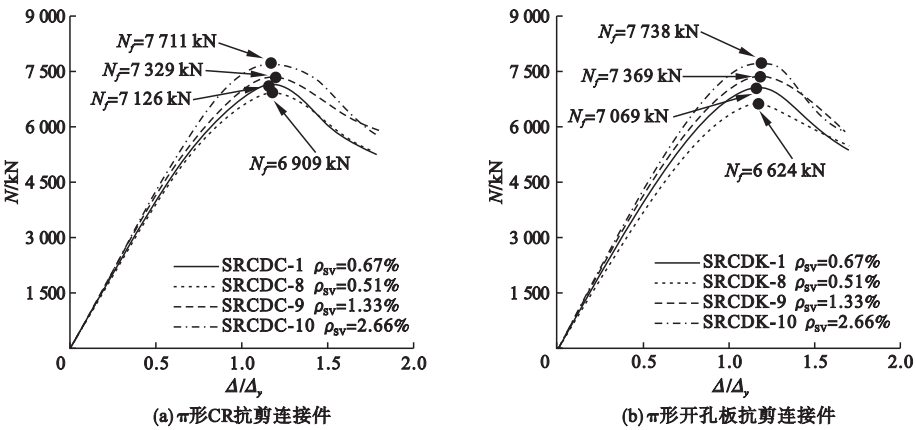 9 000
7 500
6 000
4 500
3 000
1 500
0
N/kN
N_f=7 711 kN
N_f=7 329 kN
N_f=7 126 kN
N_f=6 909 kN
SRCDC-1 ρ_sv=0.67%
SRCDC-8 ρ_sv=0.51%
SRCDC-9 ρ_sv=1.33%
SRCDC-10 ρ_sv=2.66%
0.5 1.0 1.5 2.0
Δ/Δ_y
(a) π形CR抗剪连接件
9 000
7 500
6 000
4 500
3 000
1 500
0
N/kN
N_f=7 738 kN
N_f=7 369 kN
N_f=7 069 kN
N_f=6 624 kN
SRCDK-1 ρ_sv=0.67%
SRCDK-8 ρ_sv=0.51%
SRCDK-9 ρ_sv=1.33%
SRCDK-10 ρ_sv=2.66%
0.5 1.0 1.5 2.0
Δ/Δ_y
(b) π形开孔板抗剪连接件